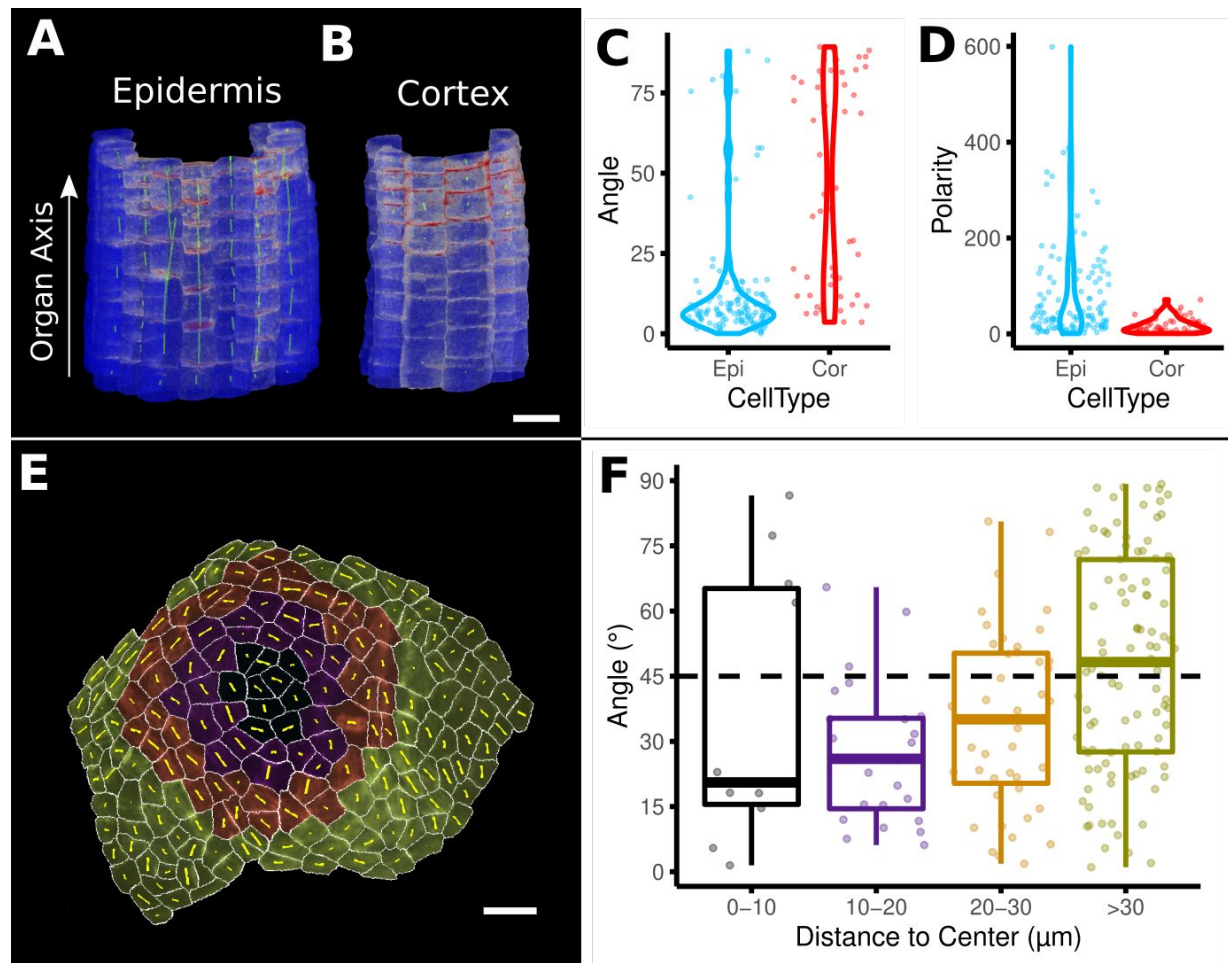 A
B
Epidermis
Cortex
Organ Axis
C
75
50
25
0
Angle
Epi
Cor
CellType
D
600
400
200
0
Polarity
Epi
Cor
CellType
E
F
90
75
60
45
30
15
0
Angle (°)
0–10
10–20
20–30
>30
Distance to Center (µm)